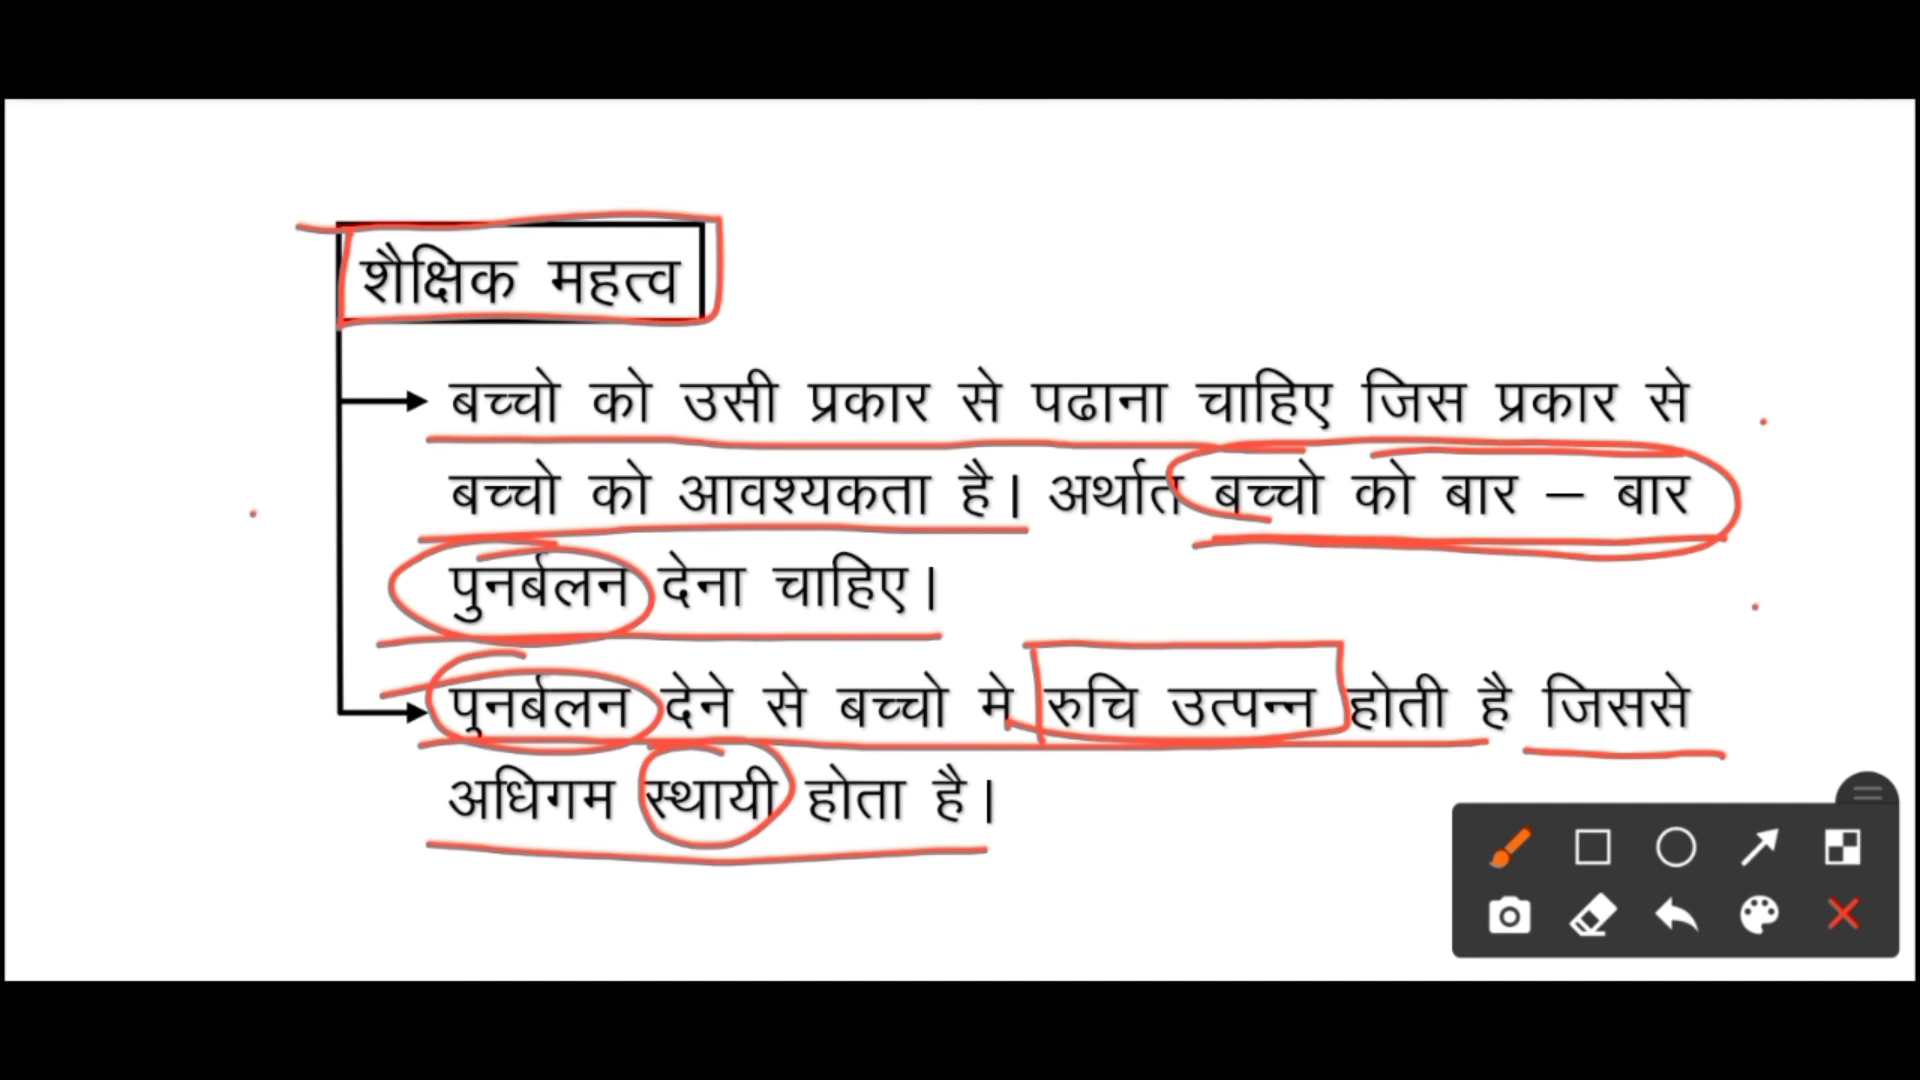 शैक्षिक महत्व
बच्चो को उसी प्रकार से पढाना चाहिए जिस प्रकार से
बच्चो को आवश्यकता है। अर्थात बच्चो को बार – बार
पुनर्बलन देना चाहिए।
पुनर्बलन देने से बच्चो मे रुचि उत्पन्न होती है जिससे
अधिगम स्थायी होता है।